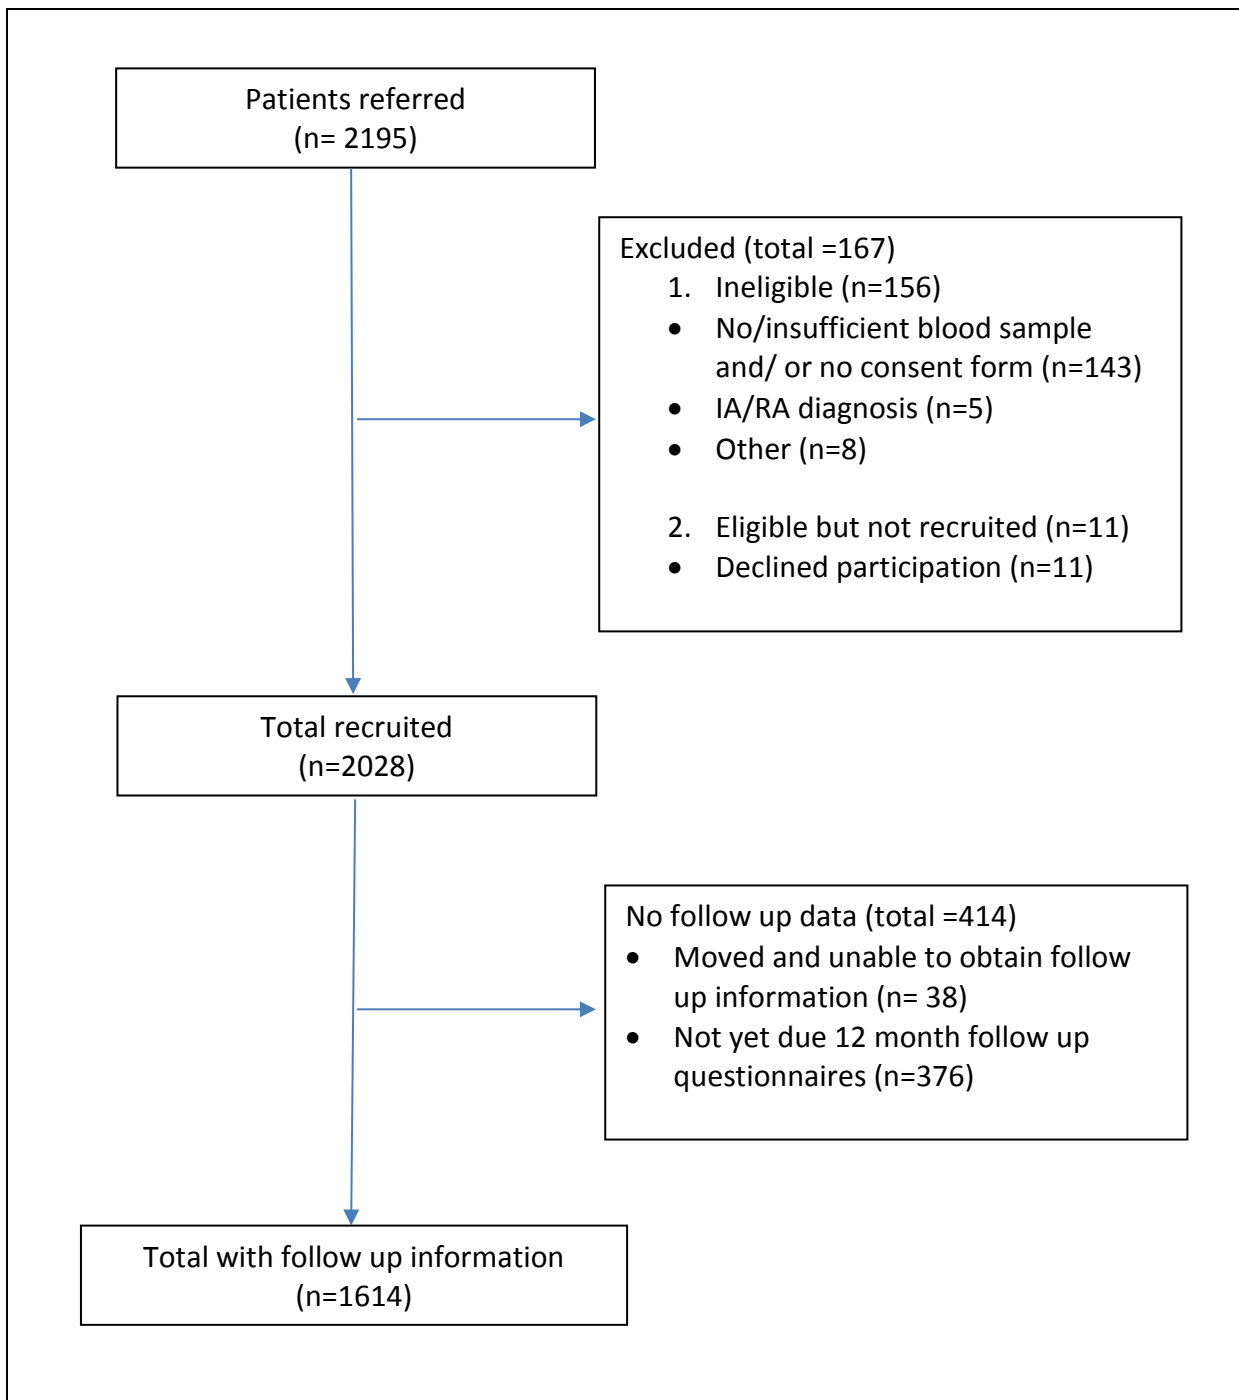 Patients referred
(n= 2195)
Excluded (total =167)
1. Ineligible (n=156)
• No/insufficient blood sample
and/ or no consent form (n=143)
• IA/RA diagnosis (n=5)
• Other (n=8)
2. Eligible but not recruited (n=11)
• Declined participation (n=11)
Total recruited
(n=2028)
No follow up data (total =414)
• Moved and unable to obtain follow
up information (n= 38)
• Not yet due 12 month follow up
questionnaires (n=376)
Total with follow up information
(n=1614)